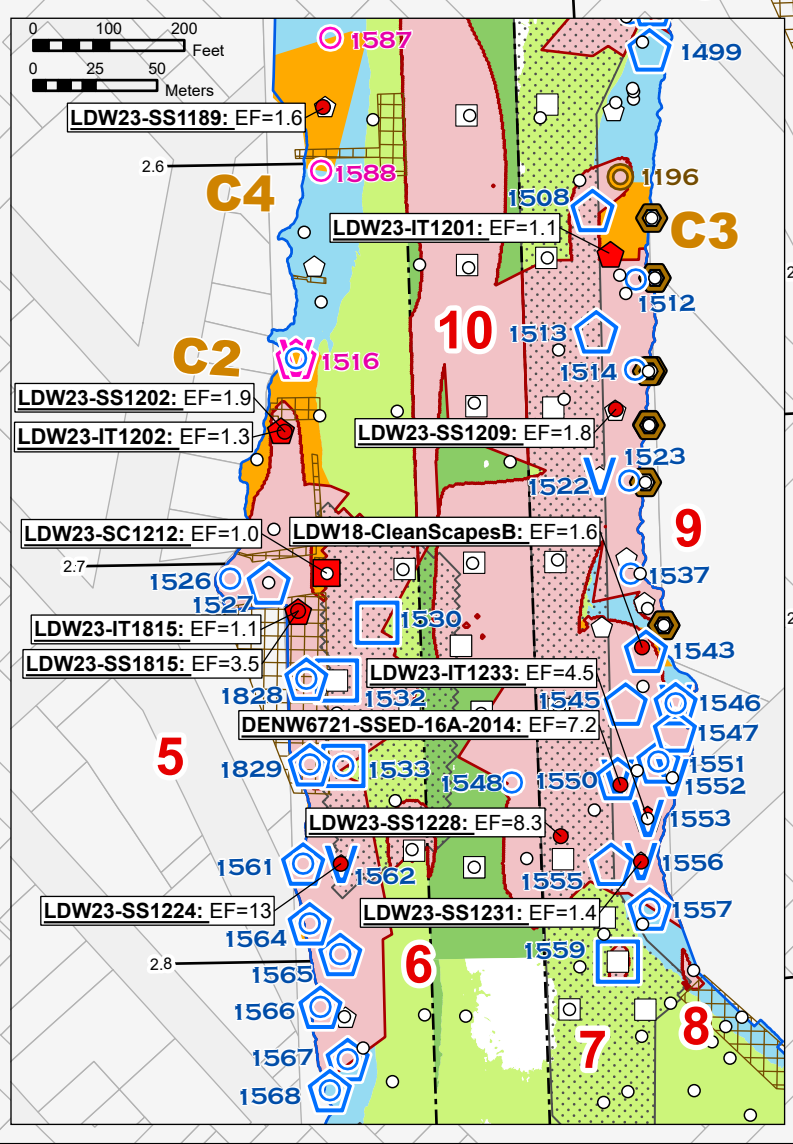 0 100 200
Feet
0 25 50
Meters
1587
1499
LDW23-SS1189: EF=1.6
2.6
1588
1196
C4
1508
C3
LDW23-IT1201: EF=1.1
1512
10
1513
C2
1516
1514
LDW23-SS1202: EF=1.9
LDW23-IT1202: EF=1.3
LDW23-SS1209: EF=1.8
1523
1522
LDW23-SC1212: EF=1.0
LDW18-CleanScapesB: EF=1.6
9
2.7
1526
1537
1527
1530
LDW23-IT1815: EF=1.1
1543
LDW23-SS1815: EF=3.5
LDW23-IT1233: EF=4.5
1828
1532
1545
1546
DENW6721-SSED-16A-2014: EF=7.2
1547
5
1829
1533
1548
1550
1551
1552
LDW23-SS1228: EF=8.3
1553
1561
1562
1555
1556
LDW23-SS1224: EF=13
LDW23-SS1231: EF=1.4
1557
1564
1559
2.8
1565
6
1566
8
7
1567
1568
2
2